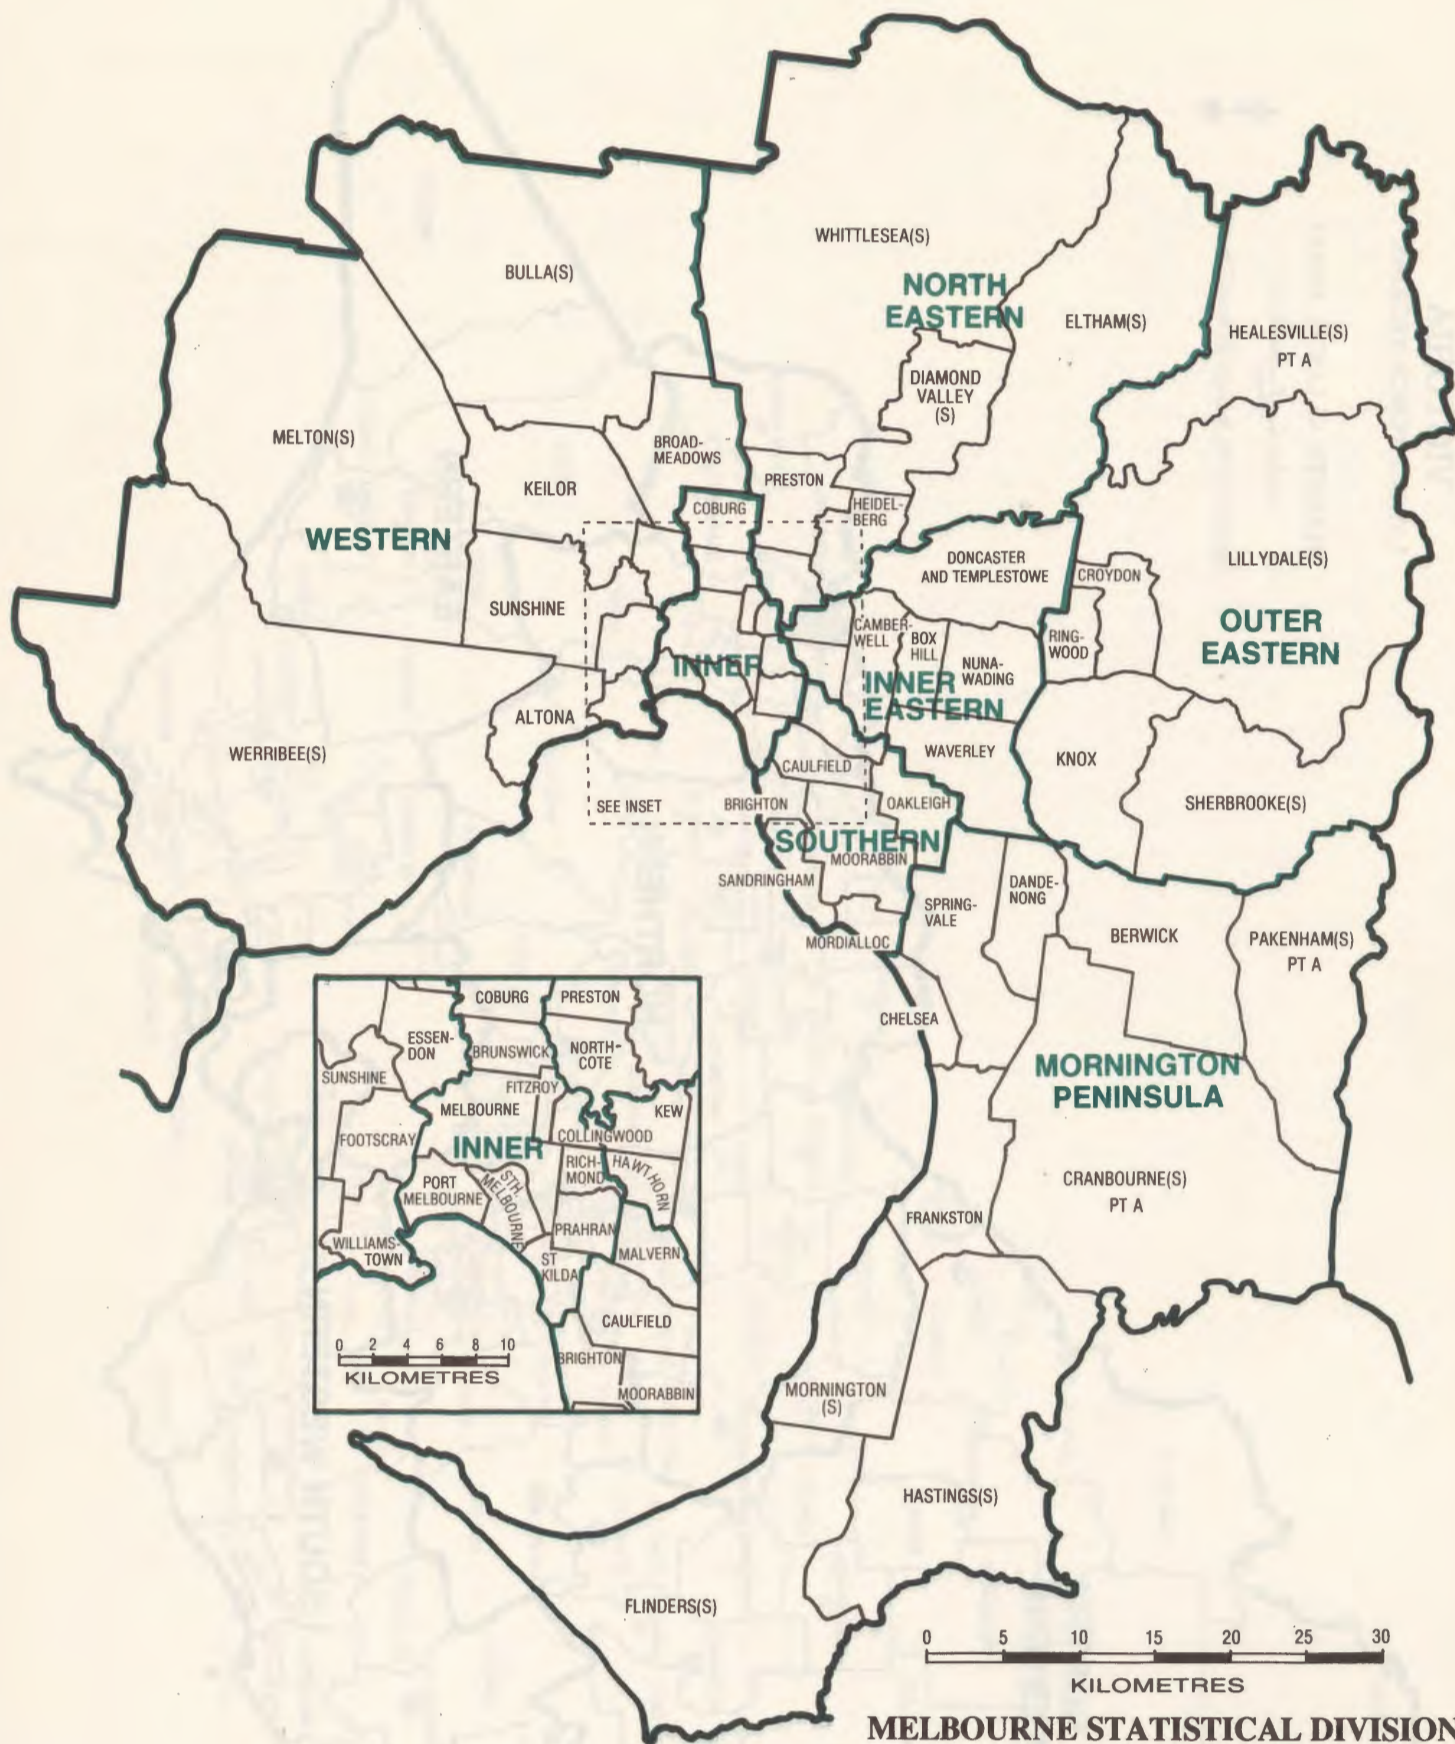 WHITTLESEA(S)
BULLA(S)
NORTH
EASTERN
ELTHAM(S)
HEALESVILLE(S)
PT A
DIAMOND
VALLEY
(S)
MELTON(S)
BROAD-
MEADOWS
KEILOR
PRESTON
COBURG
HEIDEL-
BERG
WESTERN
DONCASTER
AND TEMPLESTOWE
LILLYDALE(S)
CROYDON
SUNSHINE
CAMBER-
WELL
BOX
HILL
RING-
WOOD
OUTER
EASTERN
INNER
NUNA-
WADING
INNER
EASTERN
ALTONA
WERRIBEE(S)
WAVERLEY
KNOX
CAULFIELD
SHERBROOKE(S)
SEE INSET
BRIGHTON
OAKLEIGH
SOUTHERN
MOORABBIN
SANDRINGHAM
DANDE-
NONG
SPRING-
VALE
MORDIALLOC
BERWICK
PAKENHAM(S)
PT A
CHELSEA
MORNINGTON
PENINSULA
CRANBOURNE(S)
PT A
FRANKSTON
MORNINGTON
(S)
HASTINGS(S)
FLINDERS(S)
COBURG
PRESTON
ESSEN-
DON
BRUNSWICK
NORTH-
COTE
SUNSHINE
FITZROY
MELBOURNE
KEW
FOOTSCRAY
COLLINGWOOD
INNER
RICH-
MOND
HAWTHORN
PORT
MELBOURNE
STH.
MELBOURNE
PRAHRAN
WILLIAMS-
TOWN
MALVERN
ST
KILDA
CAULFIELD
BRIGHTON
MOORABBIN
0 2 4 6 8 10
KILOMETRES
0 5 10 15 20 25 30
KILOMETRES
MELBOURNE STATISTICAL DIVISION